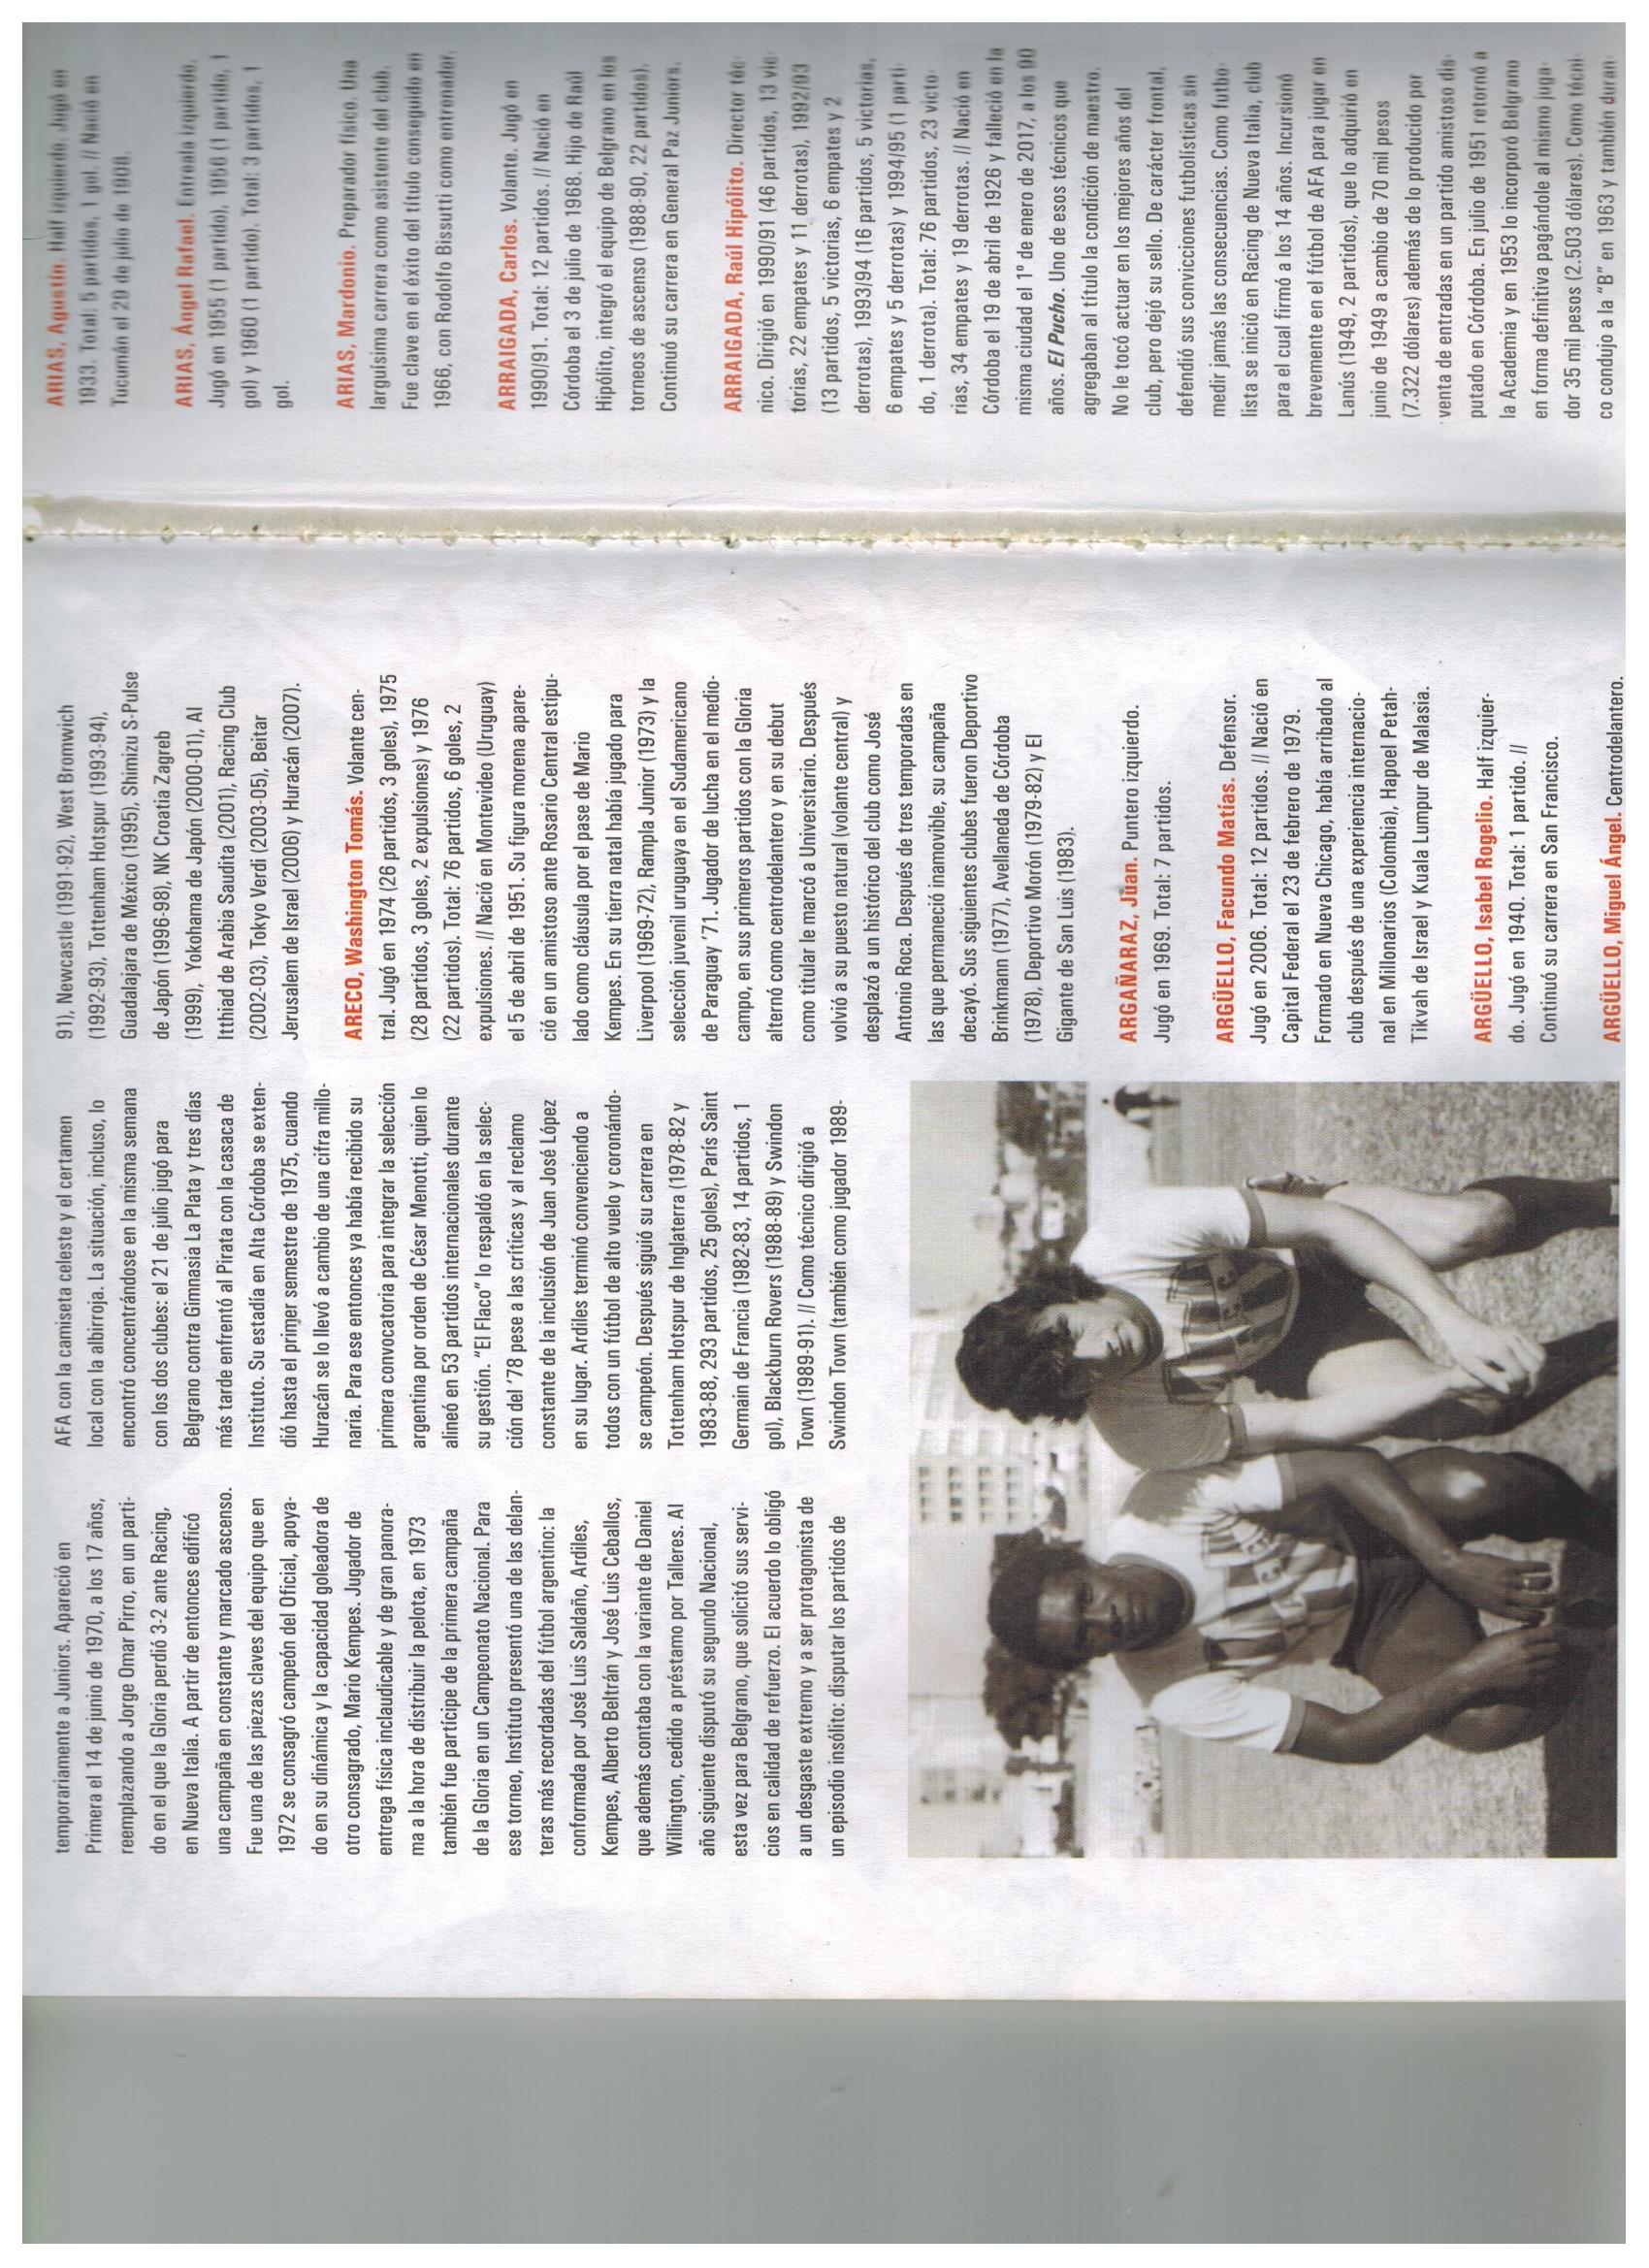 temporariamente a Juniors. Apareció en
Primera el 14 de junio de 1970, a los 17 años,
reemplazando a Jorge Omar Pirro, en un parti-
do en el que la Gloria perdió 3-2 ante Racing,
en Nueva Italia. A partir de entonces edificó
una campaña en constante y marcado ascenso.
Fue una de las piezas claves del equipo que en
1972 se consagró campeón del Oficial, apoya-
do en su dinámica y la capacidad goleadora de
otro consagrado, Mario Kempes. Jugador de
entrega física inclaudicable y de gran panora-
ma a la hora de distribuir la pelota, en 1973
también fue partícipe de la primera campaña
de la Gloria en un Campeonato Nacional. Para
ese torneo, Instituto presentó una de las delan-
teras más recordadas del fútbol argentino: la
conformada por José Luis Saldaño, Ardiles,
Kempes, Alberto Beltrán y José Luis Ceballos,
que además contaba con la variante de Daniel
Willington, cedido a préstamo por Talleres. Al
año siguiente disputó su segundo Nacional,
esta vez para Belgrano, que solicitó sus servi-
cios en calidad de refuerzo. El acuerdo lo obligó
a un desgaste extremo y a ser protagonista de
un episodio insólito: disputar los partidos de
AFA con la camiseta celeste y el certamen
local con la albirroja. La situación, incluso, lo
encontró concentrándose en la misma semana
con los dos clubes: el 21 de julio jugó para
Belgrano contra Gimnasia La Plata y tres días
más tarde enfrentó al Pirata con la casaca de
Instituto. Su estadía en Alta Córdoba se exten-
dió hasta el primer semestre de 1975, cuando
Huracán se lo llevó a cambio de una cifra millo-
naria. Para ese entonces ya había recibido su
primera convocatoria para integrar la selección
argentina por orden de César Menotti, quien lo
alineó en 53 partidos internacionales durante
su gestión. “El Flaco” lo respaldó en la selec-
ción del ’78 pese a las críticas y al reclamo
constante de la inclusión de Juan José López
en su lugar. Ardiles terminó convenciendo a
todos con un fútbol de alto vuelo y coronándo-
se campeón. Después siguió su carrera en
Tottenham Hotspur de Inglaterra (1978-82 y
1983-88, 293 partidos, 25 goles), París Saint
Germain de Francia (1982-83, 14 partidos, 1
gol), Blackburn Rovers (1988-89) y Swindon
Town (1989-91). // Como técnico dirigió a
Swindon Town (también como jugador 1989-
91), Newcastle (1991-92), West Bromwich
(1992-93), Tottenham Hotspur (1993-94),
Guadalajara de México (1995), Shimizu S-Pulse
de Japón (1996-98), NK Croatia Zagreb
(1999), Yokohama de Japón (2000-01), Al
Itthiad de Arabia Saudita (2001), Racing Club
(2002-03), Tokyo Verdi (2003-05), Beitar
Jerusalem de Israel (2006) y Huracán (2007).
ARECO, Washington Tomás. Volante cen-
tral. Jugó en 1974 (26 partidos, 3 goles), 1975
(28 partidos, 3 goles, 2 expulsiones) y 1976
(22 partidos). Total: 76 partidos, 6 goles, 2
expulsiones. // Nació en Montevideo (Uruguay)
el 5 de abril de 1951. Su figura morena apare-
ció en un amistoso ante Rosario Central estipu-
lado como cláusula por el pase de Mario
Kempes. En su tierra natal había jugado para
Liverpool (1969-72), Rampla Junior (1973) y la
selección juvenil uruguaya en el Sudamericano
de Paraguay ’71. Jugador de lucha en el medio-
campo, en sus primeros partidos con la Gloria
alternó como centrodelantero y en su debut
como titular le marcó a Universitario. Después
volvió a su puesto natural (volante central) y
desplazó a un histórico del club como José
Antonio Roca. Después de tres temporadas en
las que permaneció inamovible, su campaña
decayó. Sus siguientes clubes fueron Deportivo
Brinkmann (1977), Avellaneda de Córdoba
(1978), Deportivo Morón (1979-82) y El
Gigante de San Luis (1983).
ARGAÑARAZ, Juan. Puntero izquierdo.
Jugó en 1969. Total: 7 partidos.
ARGÜELLO, Facundo Matías. Defensor.
Jugó en 2006. Total: 12 partidos. // Nació en
Capital Federal el 23 de febrero de 1979.
Formado en Nueva Chicago, había arribado al
club después de una experiencia internacio-
nal en Millonarios (Colombia), Hapoel Petah-
Tikvah de Israel y Kuala Lumpur de Malasia.
ARGÜELLO, Isabel Rogelio. Half izquier-
do. Jugó en 1940. Total: 1 partido. //
Continuó su carrera en San Francisco.
ARGÜELLO, Miguel Ángel. Centrodelantero.
ARIAS, Agustín. Half izquierdo. Jugó en
1933. Total: 5 partidos, 1 gol. // Nació en
Tucumán el 29 de julio de 1908.
ARIAS, Ángel Rafael. Entreala izquierdo.
Jugó en 1955 (1 partido), 1956 (1 partido, 1
gol) y 1960 (1 partido). Total: 3 partidos, 1
gol.
ARIAS, Mardonio. Preparador físico. Una
larguísima carrera como asistente del club.
Fue clave en el éxito del título conseguido en
1966, con Rodolfo Bissutti como entrenador.
ARRAIGADA, Carlos. Volante. Jugó en
1990/91. Total: 12 partidos. // Nació en
Córdoba el 3 de julio de 1968. Hijo de Raúl
Hipólito, integró el equipo de Belgrano en los
torneos de ascenso (1988-90, 22 partidos).
Continuó su carrera en General Paz Juniors.
ARRAIGADA, Raúl Hipólito. Director téc-
nico. Dirigió en 1990/91 (46 partidos, 13 vic-
torias, 22 empates y 11 derrotas), 1992/93
(13 partidos, 5 victorias, 6 empates y 2
derrotas), 1993/94 (16 partidos, 5 victorias,
6 empates y 5 derrotas) y 1994/95 (1 parti-
do, 1 derrota). Total: 76 partidos, 23 victo-
rias, 34 empates y 19 derrotas. // Nació en
Córdoba el 19 de abril de 1926 y falleció en la
misma ciudad el 1º de enero de 2017, a los 90
años. El Pucho. Uno de esos técnicos que
agregaban al título la condición de maestro.
No le tocó actuar en los mejores años del
club, pero dejó su sello. De carácter frontal,
defendió sus convicciones futbolísticas sin
medir jamás las consecuencias. Como futbo-
lista se inició en Racing de Nueva Italia, club
para el cual firmó a los 14 años. Incursionó
brevemente en el fútbol de AFA para jugar en
Lanús (1949, 2 partidos), que lo adquirió en
junio de 1949 a cambio de 70 mil pesos
(7.322 dólares) además de lo producido por
venta de entradas en un partido amistoso dis-
putado en Córdoba. En julio de 1951 retornó a
la Academia y en 1953 lo incorporó Belgrano
en forma definitiva pagándole al mismo juga-
dor 35 mil pesos (2.503 dólares). Como técni-
co condujo a la “B” en 1963 y también duran-